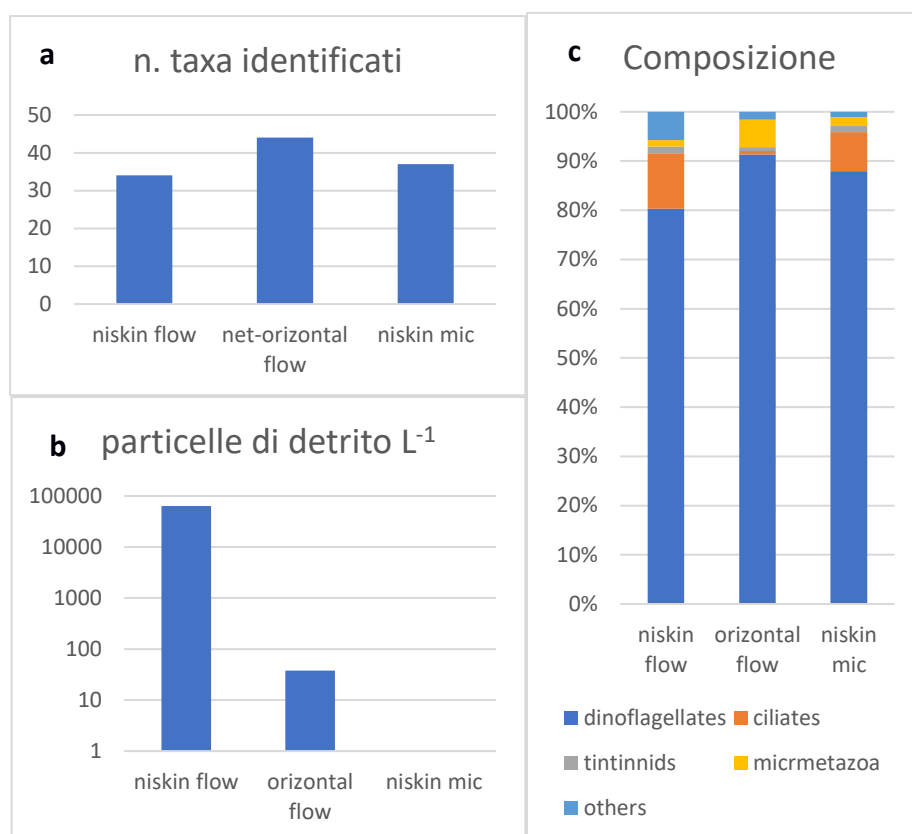 a
n. taxa identificati
50
40
30
20
10
0
niskin flow
net-orizontal
flow
niskin mic
b
particelle di detrito L-1
100000
10000
1000
100
10
1
niskin flow
orizontal
flow
niskin mic
c
Composizione
100%
90%
80%
70%
60%
50%
40%
30%
20%
10%
0%
niskin
flow
orizontal
flow
niskin
mic
dinoflagellates
ciliates
tintinnids
micrmetazoa
others